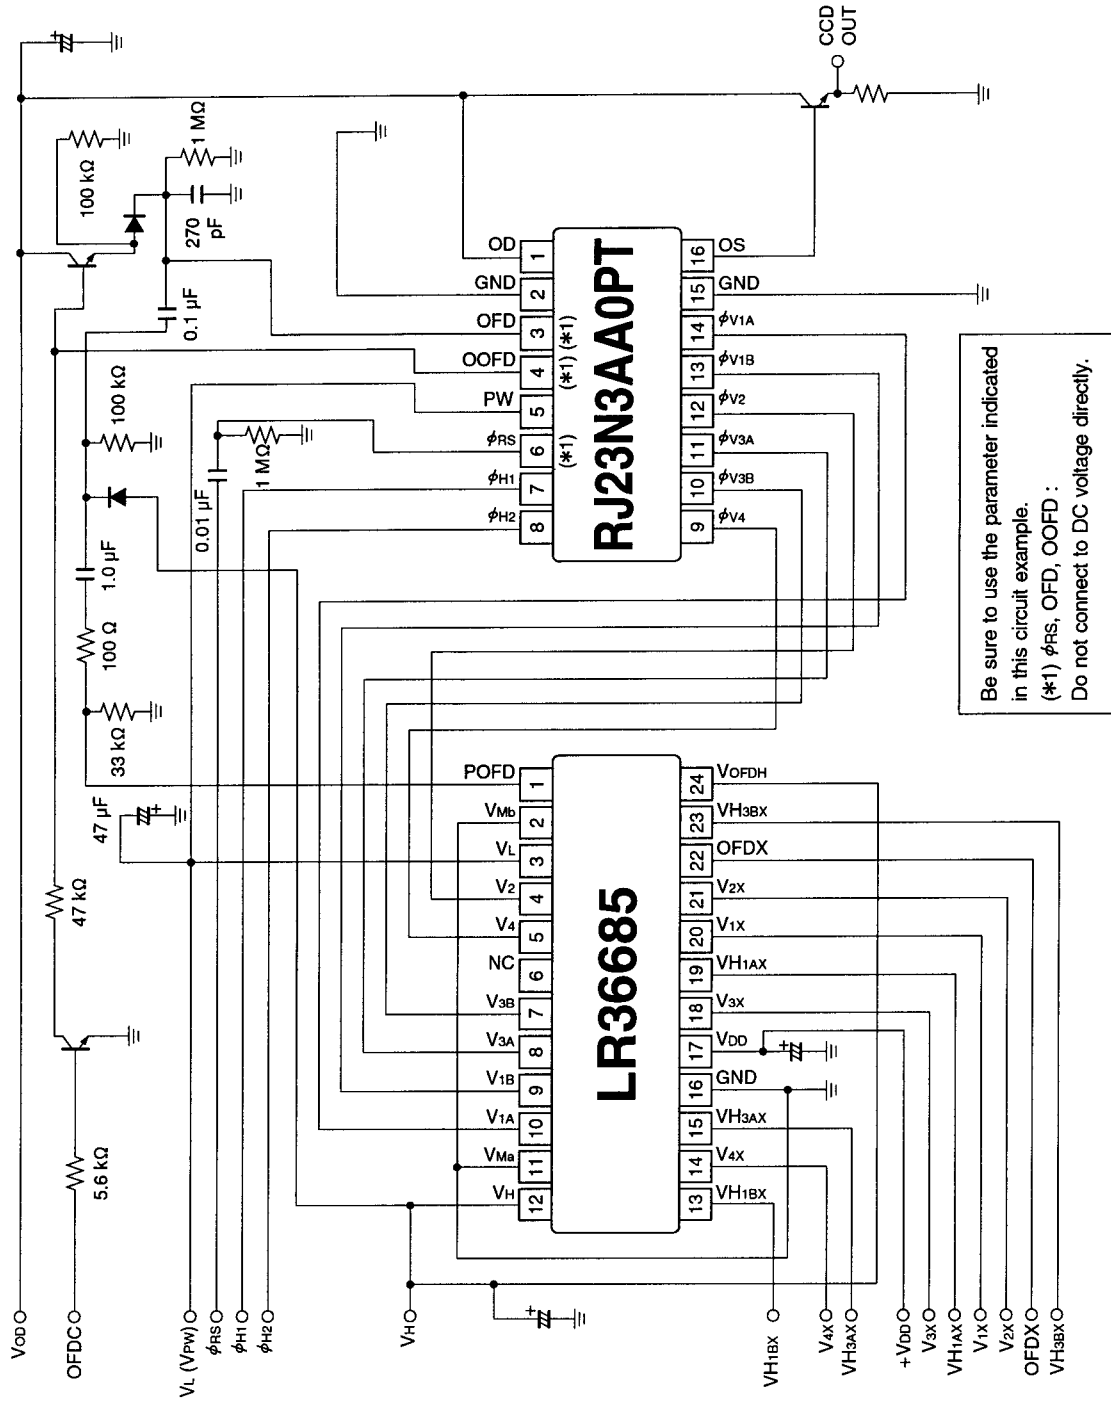 VOD
OFDC
VL (VPW)
ϕRS
ϕH1
ϕH2
VH
VH1BX
V4X
VH3AX
+VDD
V3X
VH1AX
V1X
V2X
OFDX
VH3BX
5.6 kΩ
47 kΩ
47 µF
+
33 kΩ
100 Ω
1.0 µF
100 kΩ
0.1 µF
0.01 µF
1 MΩ
270 pF
1 MΩ
100 kΩ
+
+
+
CCD
OUT
LR36685
POFD 1
VMb 2
VL 3
V2 4
V4 5
NC 6
V3B 7
V3A 8
V1B 9
V1A 10
VMa 11
VH 12
13 VH1BX
14 V4X
15 VH3AX
16 GND
17 VDD
18 V3X
19 VH1AX
20 V1X
21 V2X
22 OFDX
23 VH3BX
24 VOFDH
RJ23N3AA0PT
OD 1
GND 2
OFD 3 (*1)
OOFD 4 (*1)
PW 5
ϕRS 6 (*1)
ϕH1 7
ϕH2 8
9 ϕV4
10 ϕV3B
11 ϕV3A
12 ϕV2
13 ϕV1B
14 ϕV1A
15 GND
16 OS
Be sure to use the parameter indicated
in this circuit example.
(*1) ϕRS, OFD, OOFD :
Do not connect to DC voltage directly.